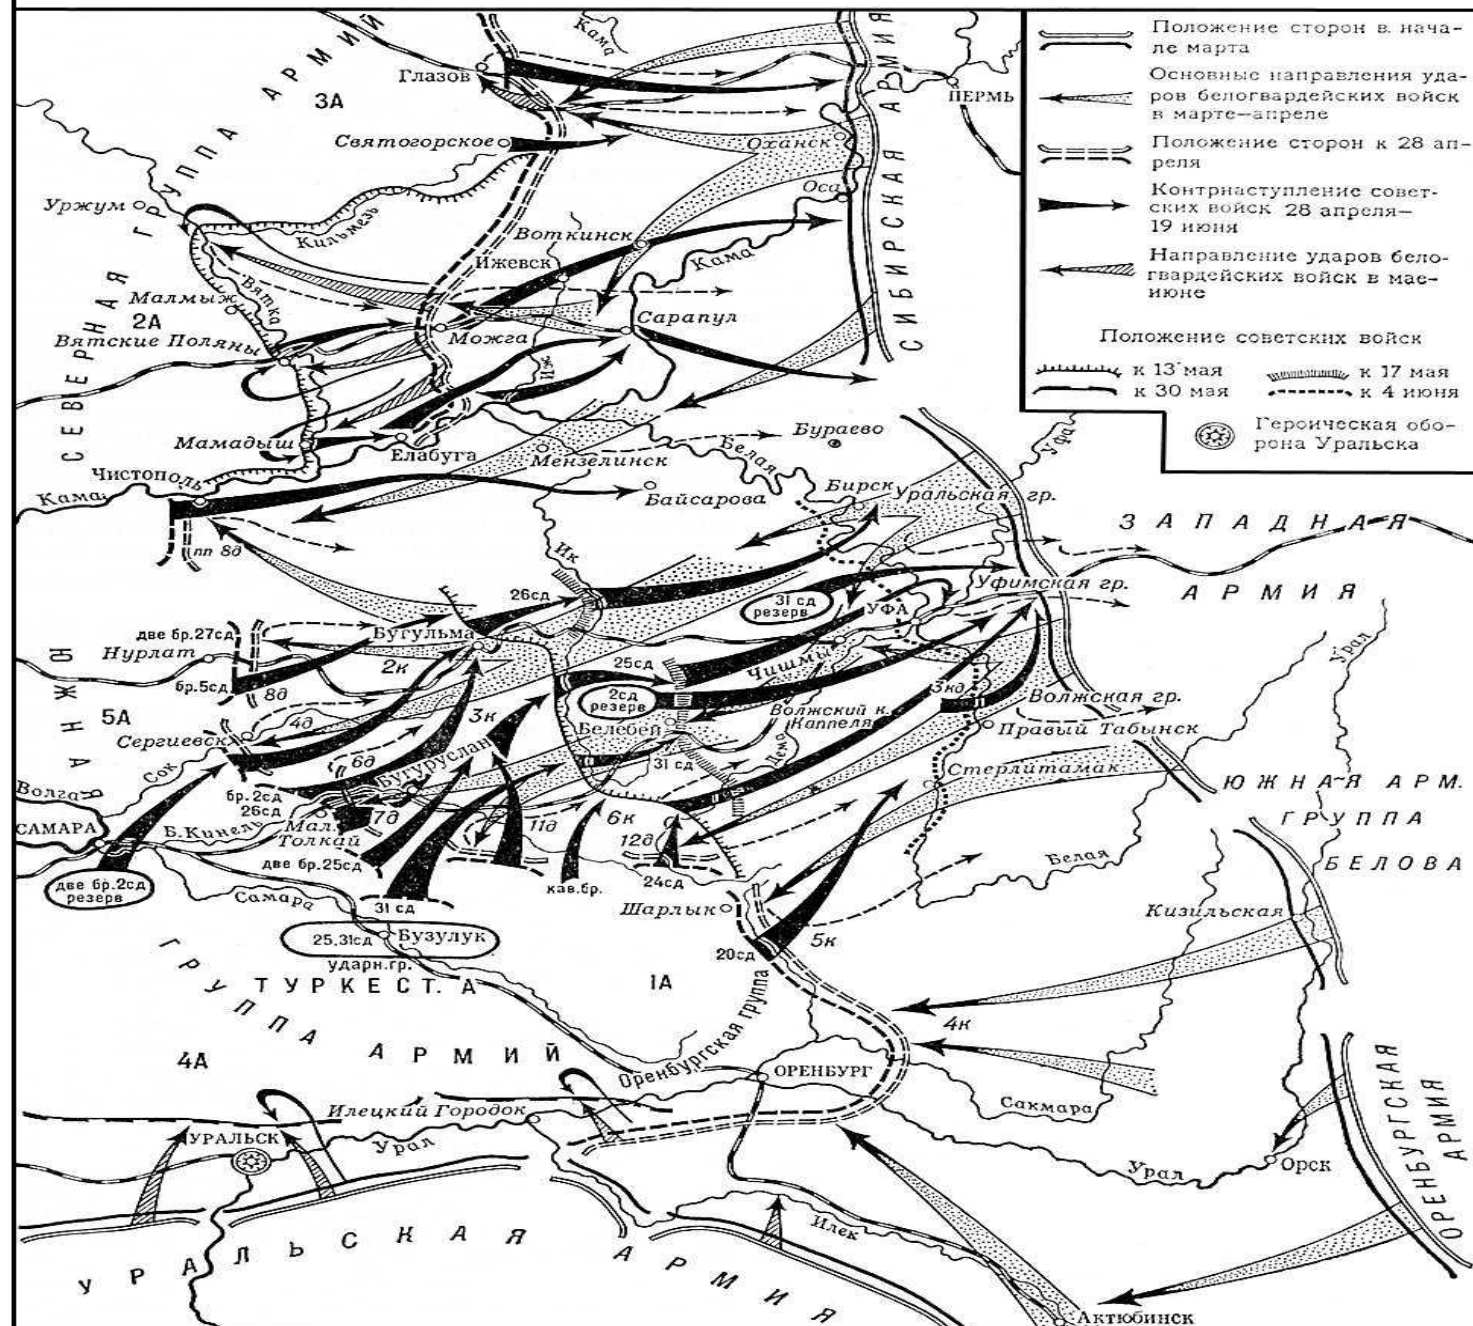 Положение сторон в нача-
ле марта
Основные направления уда-
ров белогвардейских войск
в марте–апреле
Положение сторон к 28 ап-
реля
Контрнаступление совет-
ских войск 28 апреля–
19 июня
Направление ударов бело-
гвардейских войск в мае-
июне
Положение советских войск
к 13 мая
к 17 мая
к 30 мая
к 4 июня
Героическая обо-
рона Уральска
СЕВЕРНАЯ ГРУППА АРМИЙ
3А
Глазов
Кама
СИБИРСКАЯ АРМИЯ
ПЕРМЬ
Святогорское
Оханск
Оса
Уржум
Кильмезь
Воткинск
Ижевск
Кама
Малмыж
Вятка
2А
Вятские Поляны
Можга
Сарапул
Иж
Мамадыш
Елабуга
Мензелинск
Бураево
Белая
Уфа
Чистополь
Кама
Байсарова
Бирск
Уральская гр.
ЗАПАДНАЯ
АРМИЯ
пп 8д
Ик
26сд
31 сд
резерв
УФА
Уфимская гр.
две бр.27сд
Нурлат
Бугульма
2к
25сд
Чишмы
бр.5сд
8д
2сд
резерв
3кд
Волжская гр.
5А
4д
3к
Волжский к.
Каппеля
Белебей
Правый Табынск
Сергиевск
Сок
6д
Бугуруслан
31 сд
Дема
Стерлитамак
Урал
Волга
бр.2сд
26сд
ЮЖНАЯ АРМ.
ГРУППА
БЕЛОВА
САМАРА
Б.Кинель
Мал.
Толкай
7д
11д
6к
12д
две бр.25сд
Белая
две бр.2сд
резерв
Самара
31 сд
кав.бр.
24сд
Шарлык
Кизильская
25,31сд
Бузулук
ударн.гр.
20сд
5к
ТУРКЕСТ. А
1А
ЮЖНАЯ
ГРУППА АРМИЙ
4А
Оренбургская группа
4к
ОРЕНБУРГ
Сакмара
ОРЕНБУРГСКАЯ
АРМИЯ
Илецкий Городок
УРАЛЬСК
Урал
Урал
Орск
Илек
УРАЛЬСКАЯ АРМИЯ
Актюбинск